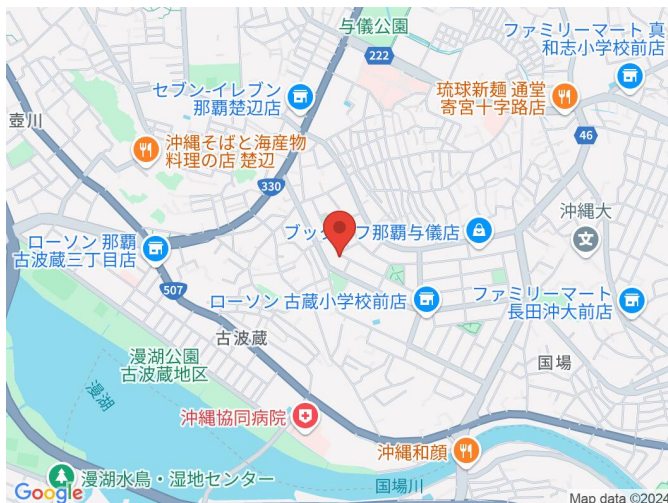 与儀公園
222
ファミリーマート 真
和志小学校前店
セブン-イレブン
那覇楚辺店
琉球新麺 通堂
寄宮十字路店
壺川
46
沖縄そばと海産物
料理の店 楚辺
330
沖縄大
ブックオフ那覇与儀店
ローソン 那覇
古波蔵三丁目店
507
ローソン 古蔵小学校前店
ファミリーマート
長田沖大前店
古波蔵
漫湖公園
古波蔵地区
国場
漫湖
沖縄協同病院
沖縄和顔
漫湖水鳥・湿地センター
国場川
Google
Map data ©2024